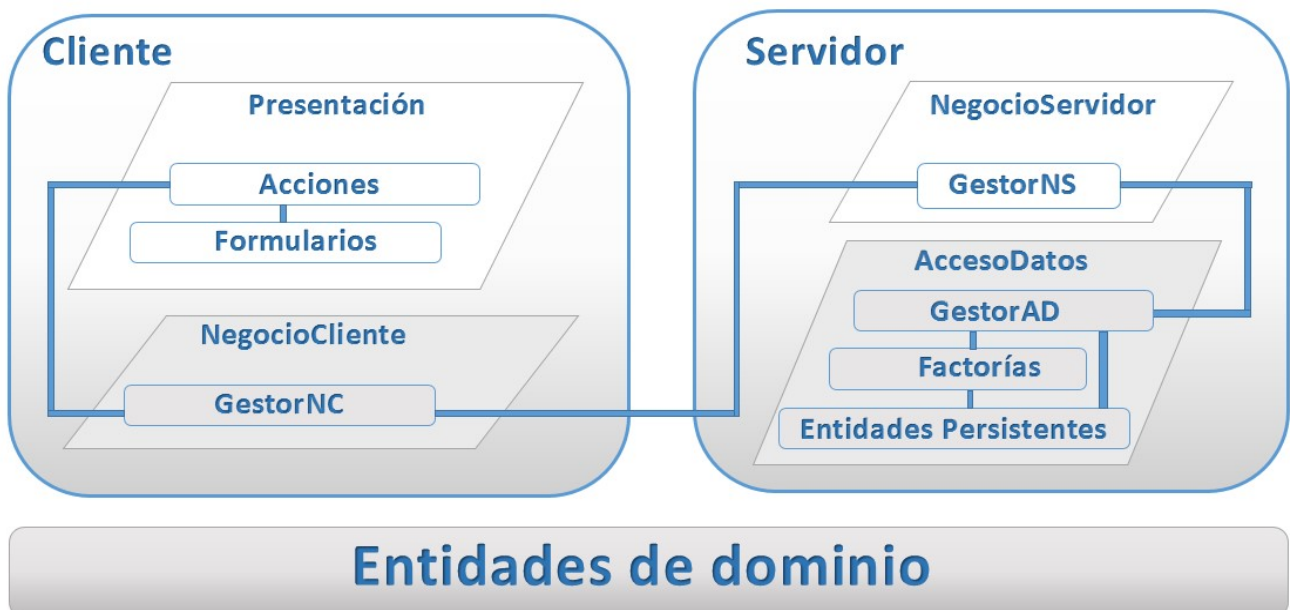 Cliente
Presentación
Acciones
Formularios
NegocioCliente
GestorNC
Servidor
NegocioServidor
GestorNS
AccesoDatos
GestorAD
Factorías
Entidades Persistentes
Entidades de dominio